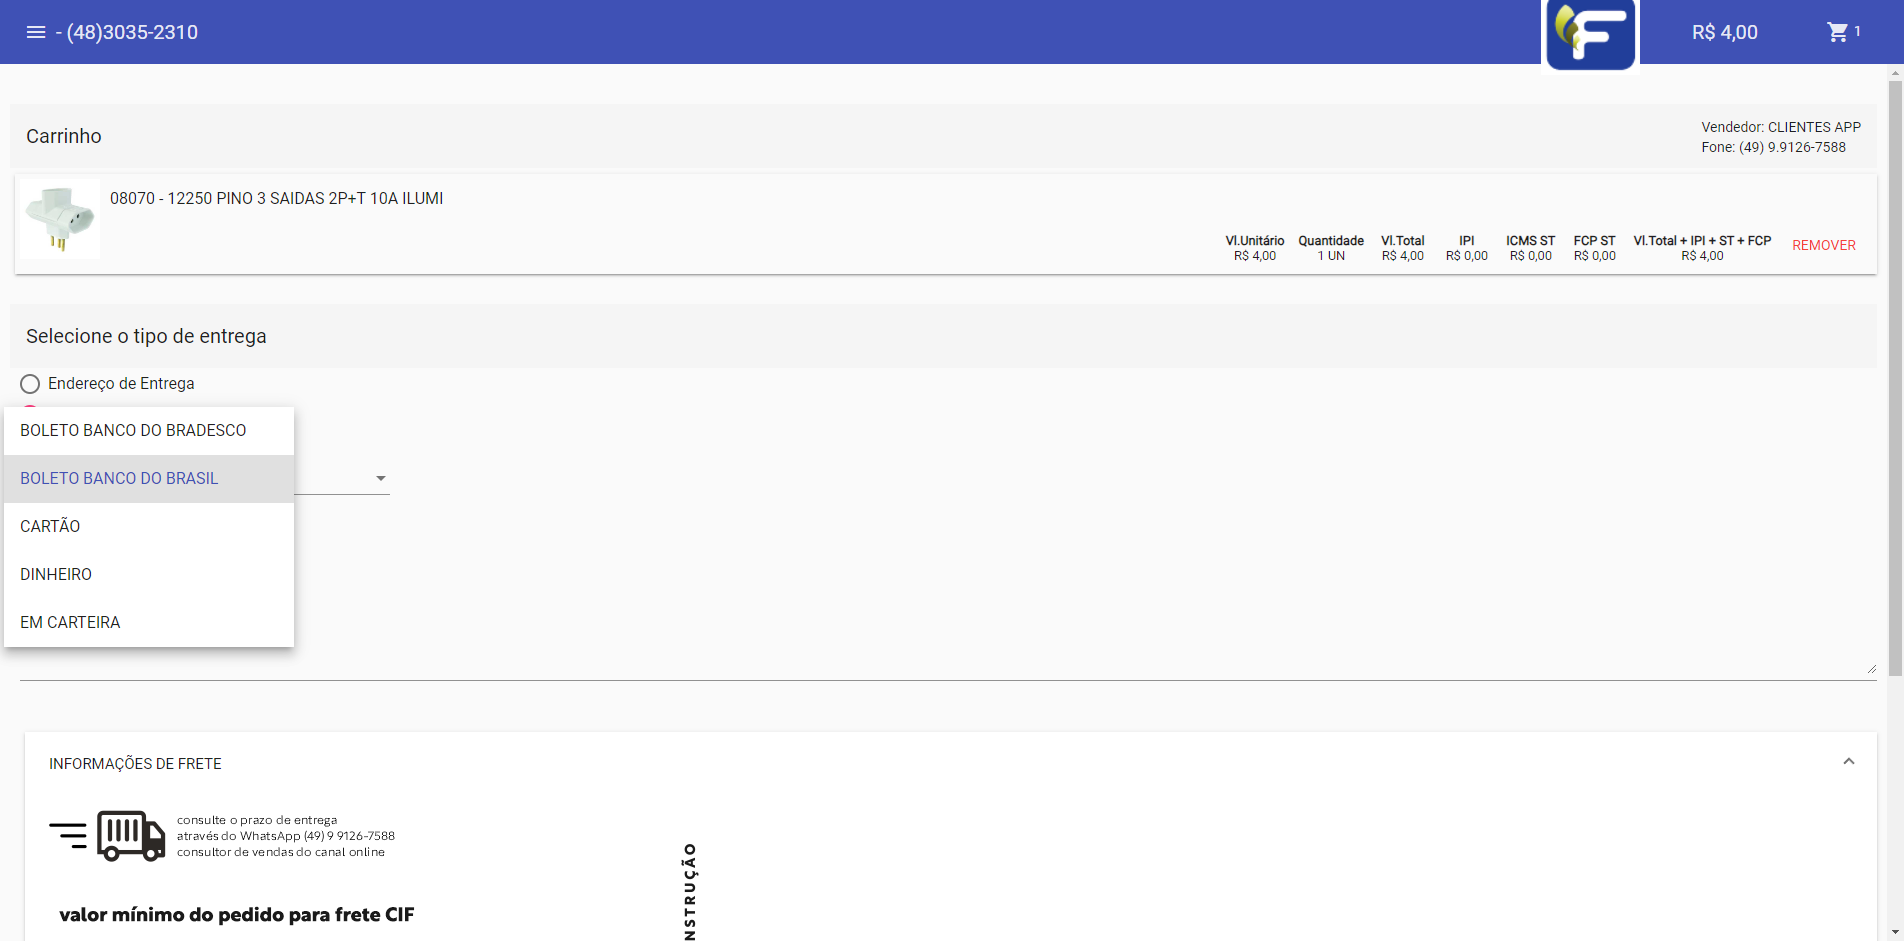 - (48)3035-2310
F
R$ 4,00
1
Carrinho
Vendedor: CLIENTES APP
Fone: (49) 9.9126-7588
08070 - 12250 PINO 3 SAIDAS 2P+T 10A ILUMI
Vl.Unitário Quantidade Vl.Total IPI ICMS ST FCP ST Vl.Total + IPI + ST + FCP REMOVER
R$ 4,00 1 UN R$ 4,00 R$ 0,00 R$ 0,00 R$ 0,00 R$ 4,00
Selecione o tipo de entrega
Endereço de Entrega
BOLETO BANCO DO BRADESCO
BOLETO BANCO DO BRASIL
CARTÃO
DINHEIRO
EM CARTEIRA
INFORMAÇÕES DE FRETE
consulte o prazo de entrega
através do WhatsApp (49) 9 9126-7588
consultor de vendas do canal online
valor mínimo do pedido para frete CIF
NSTRUÇÃO